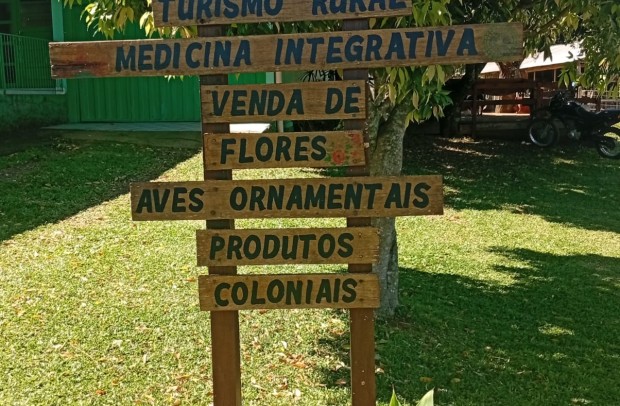 TURISMO RURAL
MEDICINA INTEGRATIVA
VENDA DE
FLORES
AVES ORNAMENTAIS
PRODUTOS
COLONIAIS